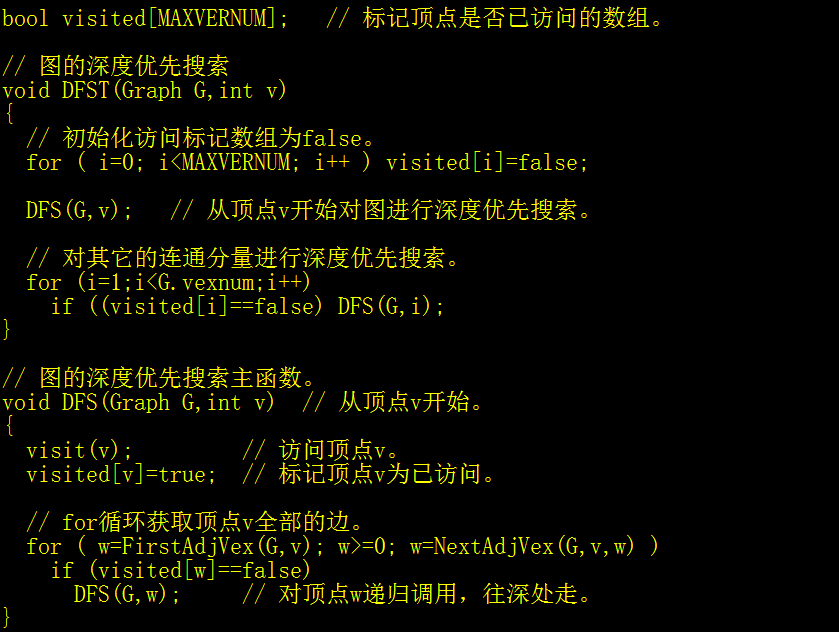 bool visited[MAXVERNUM];   // 标记顶点是否已访问的数组。
// 图的深度优先搜索
void DFST(Graph G,int v)
{
  // 初始化访问标记数组为false。
  for ( i=0; i<MAXVERNUM; i++ ) visited[i]=false;
  DFS(G,v);   // 从顶点v开始对图进行深度优先搜索。
  // 对其它的连通分量进行深度优先搜索。
  for (i=1;i<G.vexnum;i++)
    if ((visited[i]==false) DFS(G,i);
}
// 图的深度优先搜索主函数。
void DFS(Graph G,int v)  // 从顶点v开始。
{
  visit(v);         // 访问顶点v。
  visited[v]=true;  // 标记顶点v为已访问。
  // for循环获取顶点v全部的边。
  for ( w=FirstAdjVex(G,v); w>=0; w=NextAdjVex(G,v,w) )
    if (visited[w]==false)
      DFS(G,w);     // 对顶点w递归调用，往深处走。
}